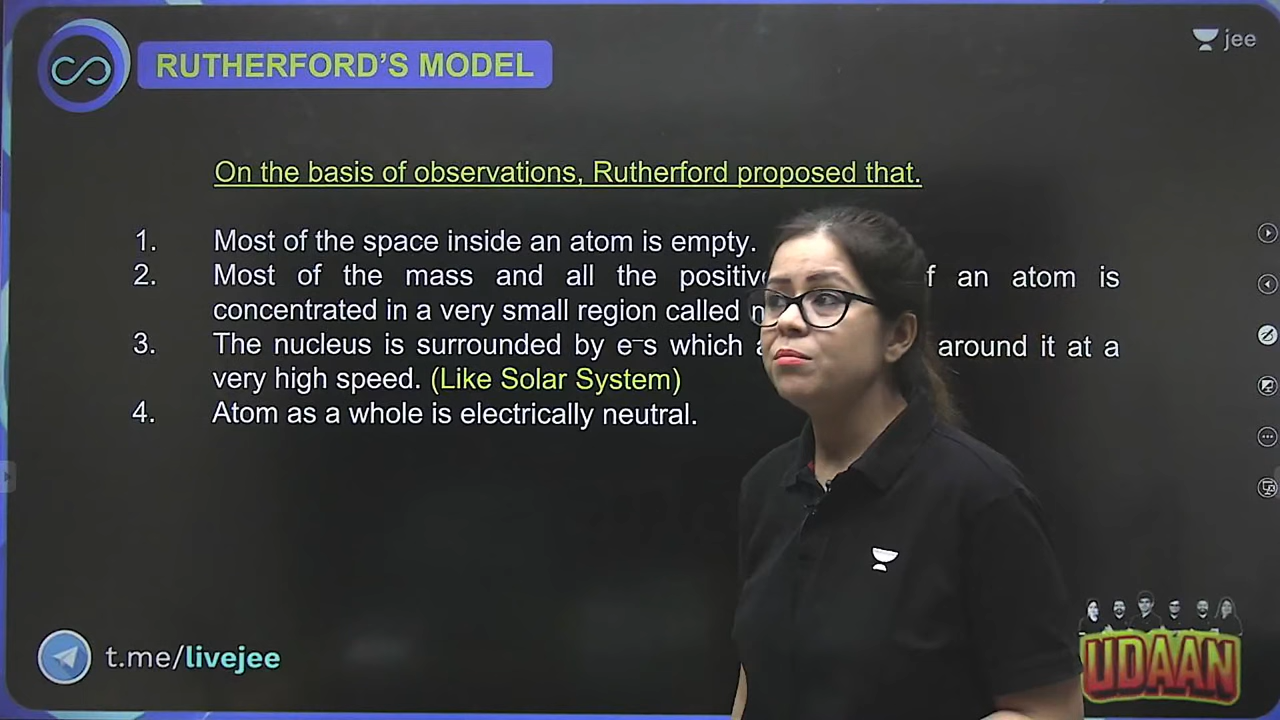 RUTHERFORD'S MODEL
jee
On the basis of observations, Rutherford proposed that.
1. Most of the space inside an atom is empty.
2. Most of the mass and all the positive an atom is
concentrated in a very small region called
3. The nucleus is surrounded by e⁻s which around it at a
very high speed. (Like Solar System)
4. Atom as a whole is electrically neutral.
t.me/livejee
UDAAN